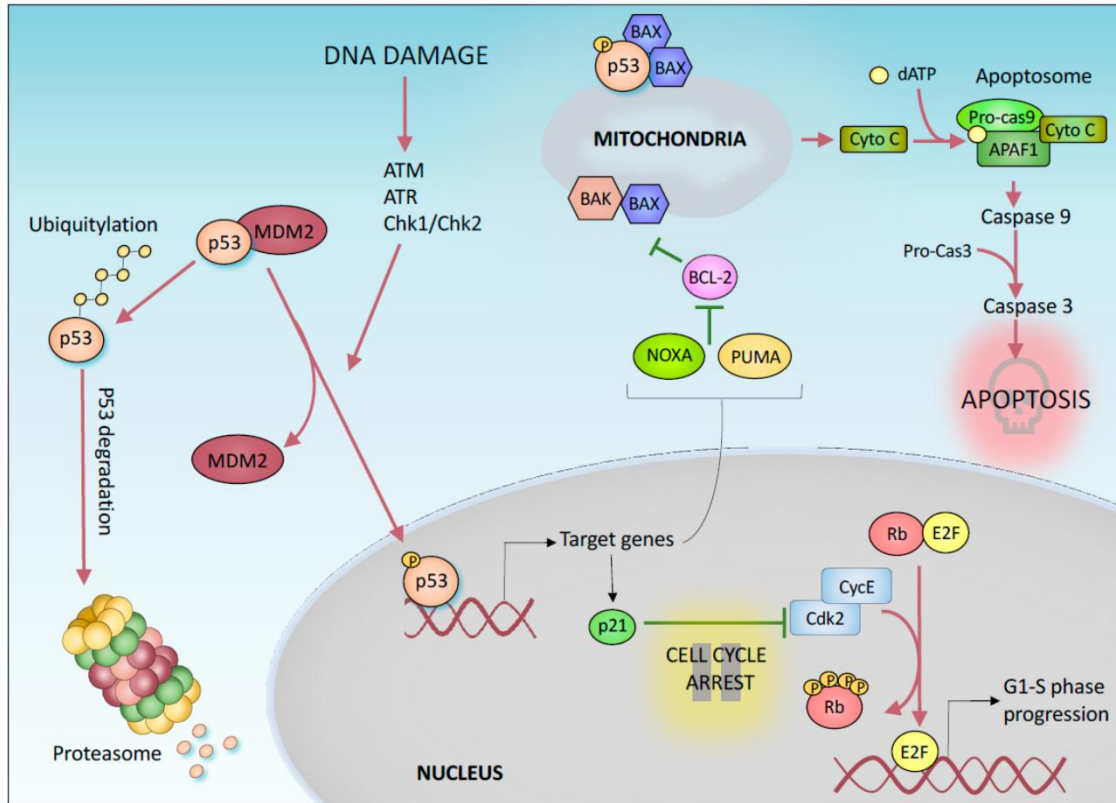 DNA DAMAGE
ATM
ATR
Chk1/Chk2
Ubiquitylation
p53
MDM2
p53
P53 degradation
MDM2
Proteasome
P
p53
BAX
BAX
MITOCHONDRIA
BAK
BAX
BCL-2
NOXA
PUMA
Cyto C
dATP
Apoptosome
Pro-cas9
Cyto C
APAF1
Caspase 9
Pro-Cas3
Caspase 3
APOPTOSIS
P
p53
Target genes
p21
CELL CYCLE
ARREST
CycE
Cdk2
Rb
E2F
P P P P
Rb
E2F
G1-S phase
progression
NUCLEUS